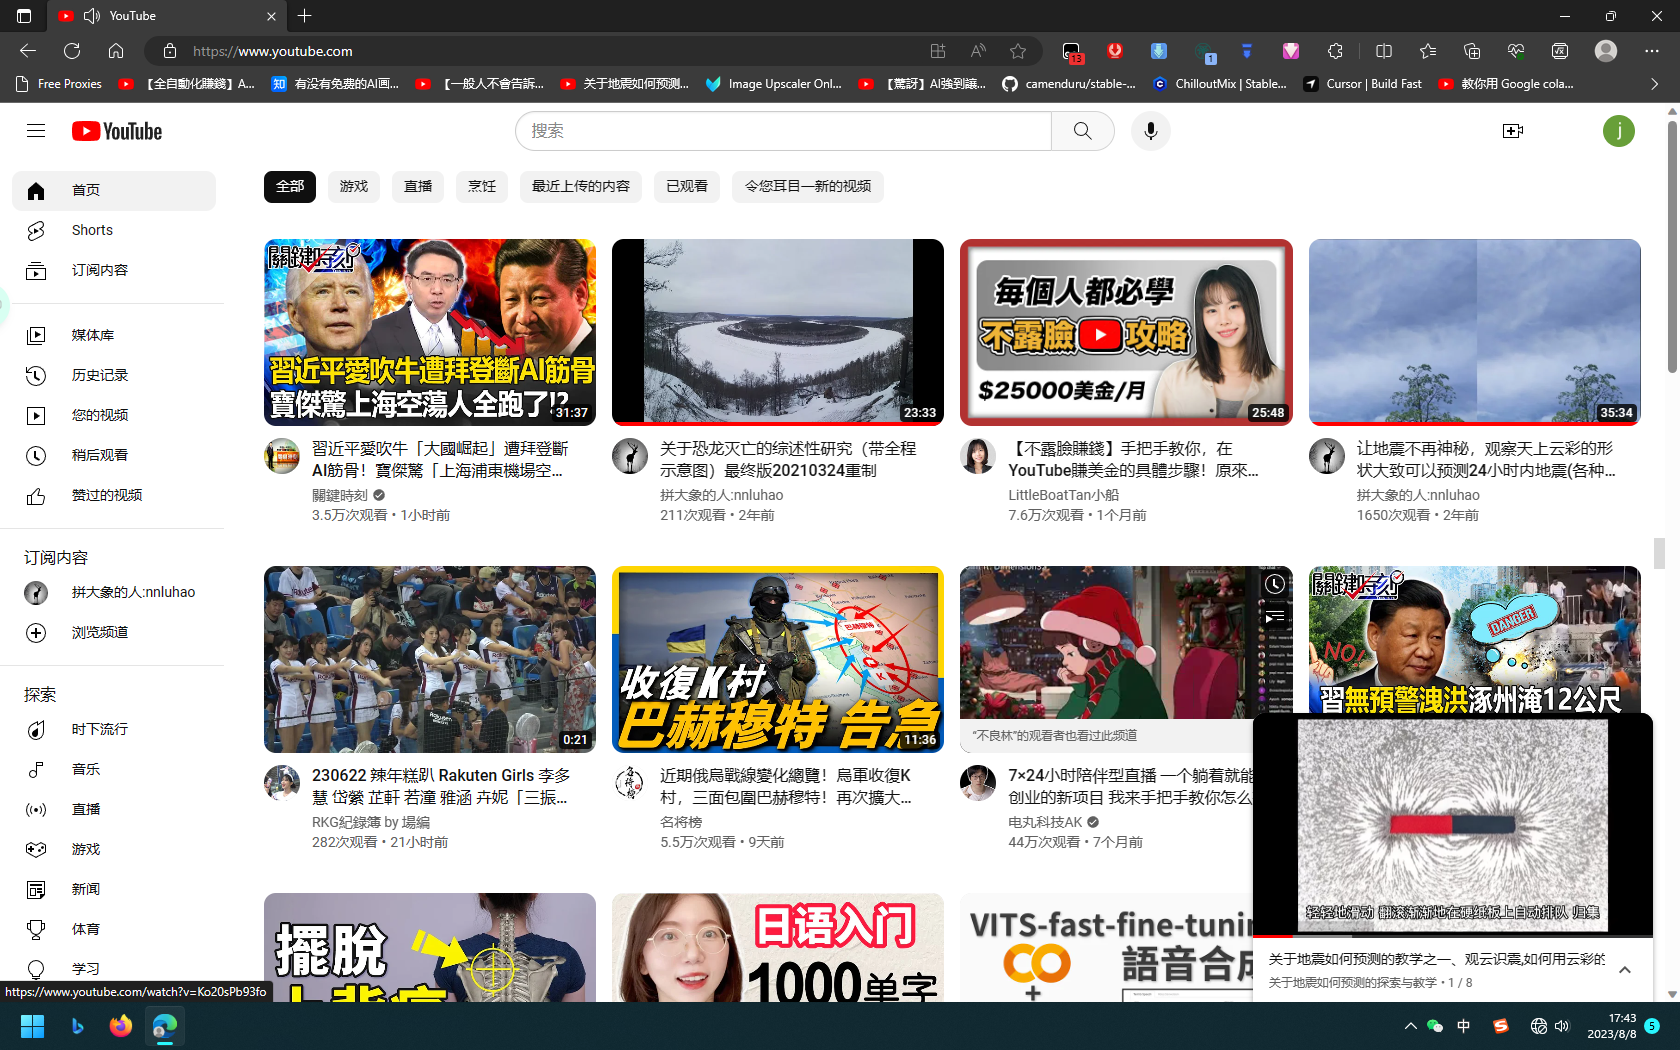 YouTube
https://www.youtube.com
13
1
Free Proxies
【全自動化賺錢】A...
知
有没有免费的AI画...
【一般人不會告訴...
关于地震如何预测...
Image Upscaler Onl...
【驚訝】AI強到讓...
camenduru/stable-...
ChilloutMix | Stable...
Cursor | Build Fast
教你用 Google cola...
YouTube
搜索
j
首页
Shorts
订阅内容
媒体库
历史记录
您的视频
稍后观看
赞过的视频
订阅内容
拼大象的人:nnluhao
浏览频道
探索
时下流行
音乐
直播
游戏
新闻
体育
学习
全部
游戏
直播
烹饪
最近上传的内容
已观看
令您耳目一新的视频
關鍵時刻
習近平愛吹牛遭拜登斷AI筋骨
寶傑驚上海空蕩人全跑了!?
31:37
習近平愛吹牛「大國崛起」遭拜登斷
AI筋骨！寶傑驚「上海浦東機場空...
關鍵時刻
3.5万次观看 • 1小时前
23:33
关于恐龙灭亡的综述性研究（带全程
示意图）最终版20210324重制
拼大象的人:nnluhao
211次观看 • 2年前
每個人都必學
不露臉 攻略
$25000美金/月
25:48
【不露臉賺錢】手把手教你，在
YouTube賺美金的具體步驟！原來...
LittleBoatTan小船
7.6万次观看 • 1个月前
35:34
让地震不再神秘，观察天上云彩的形
状大致可以预测24小时内地震(各种...
拼大象的人:nnluhao
1650次观看 • 2年前
0:21
230622 辣年糕趴 Rakuten Girls 李多
慧 岱縈 芷軒 若潼 雅涵 卉妮「三振...
RKG紀錄簿 by 場編
282次观看 • 21小时前
巴赫穆特
K
收復K村
巴赫穆特 告急
11:36
近期俄烏戰線變化總覽！烏軍收復K
村，三面包圍巴赫穆特！再次擴大...
名将榜
5.5万次观看 • 9天前
“不良林”的观看者也看过此频道
7×24小时陪伴型直播 一个躺着就能
创业的新项目 我来手把手教你怎么
电丸科技AK
44万次观看 • 7个月前
關鍵時刻
DANGER
NO!
習無預警洩洪涿州淹12公尺
擺脫
上背痛
日语入门
1000单字
VITS-fast-fine-tunin
語音合成
+
轻轻地滑动 翻滚渐渐地在硬纸板上自动排队 归集
关于地震如何预测的教学之一、观云识震,如何用云彩的
关于地震如何预测的探索与教学 • 1 / 8
https://www.youtube.com/watch?v=Ko20sPb93fo
中
17:43
2023/8/8
5